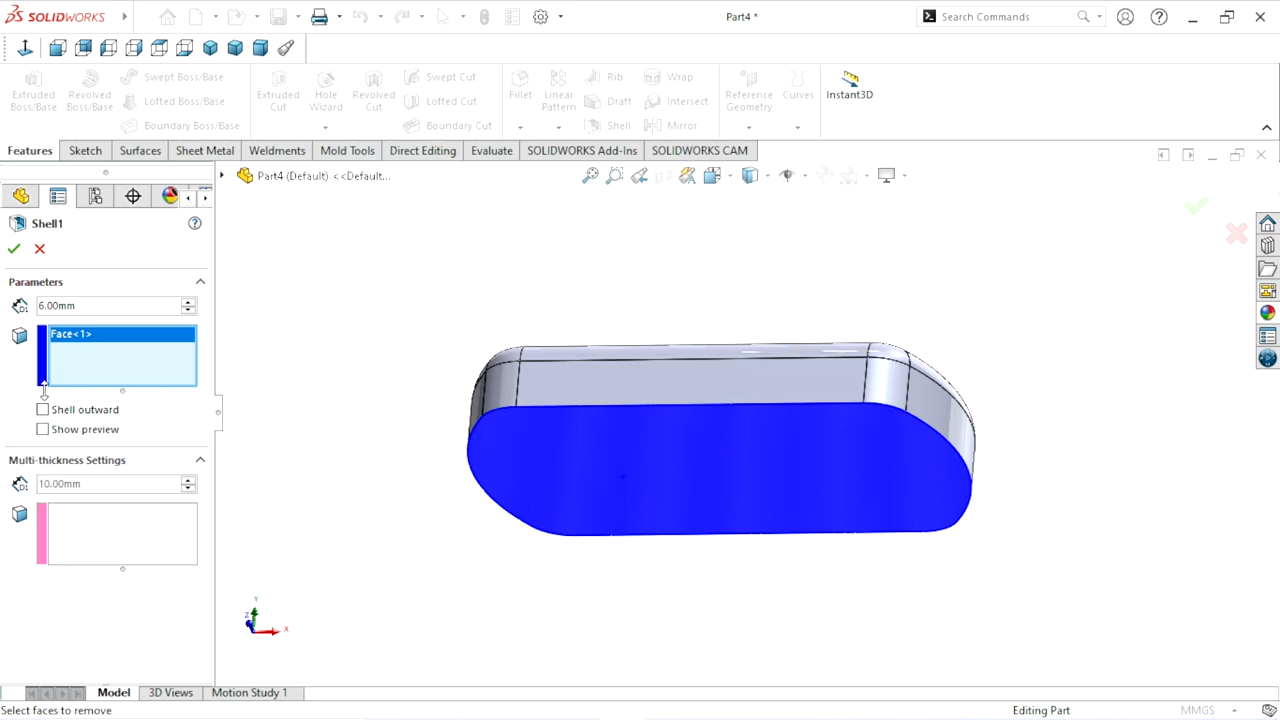 SOLIDWORKS
Part4 *
Search Commands
Extruded Boss/Base
Revolved Boss/Base
Swept Boss/Base
Lofted Boss/Base
Boundary Boss/Base
Extruded Cut
Hole Wizard
Revolved Cut
Swept Cut
Lofted Cut
Boundary Cut
Fillet
Linear Pattern
Rib
Draft
Shell
Wrap
Intersect
Mirror
Reference Geometry
Curves
Instant3D
Features
Sketch
Surfaces
Sheet Metal
Weldments
Mold Tools
Direct Editing
Evaluate
SOLIDWORKS Add-Ins
SOLIDWORKS CAM
Part4 (Default) <<Default...
Shell1
Parameters
D1
6.00mm
Face<1>
Shell outward
Show preview
Multi-thickness Settings
D1
10.00mm
Y
Z
X
Model
3D Views
Motion Study 1
Select faces to remove
Editing Part
MMGS